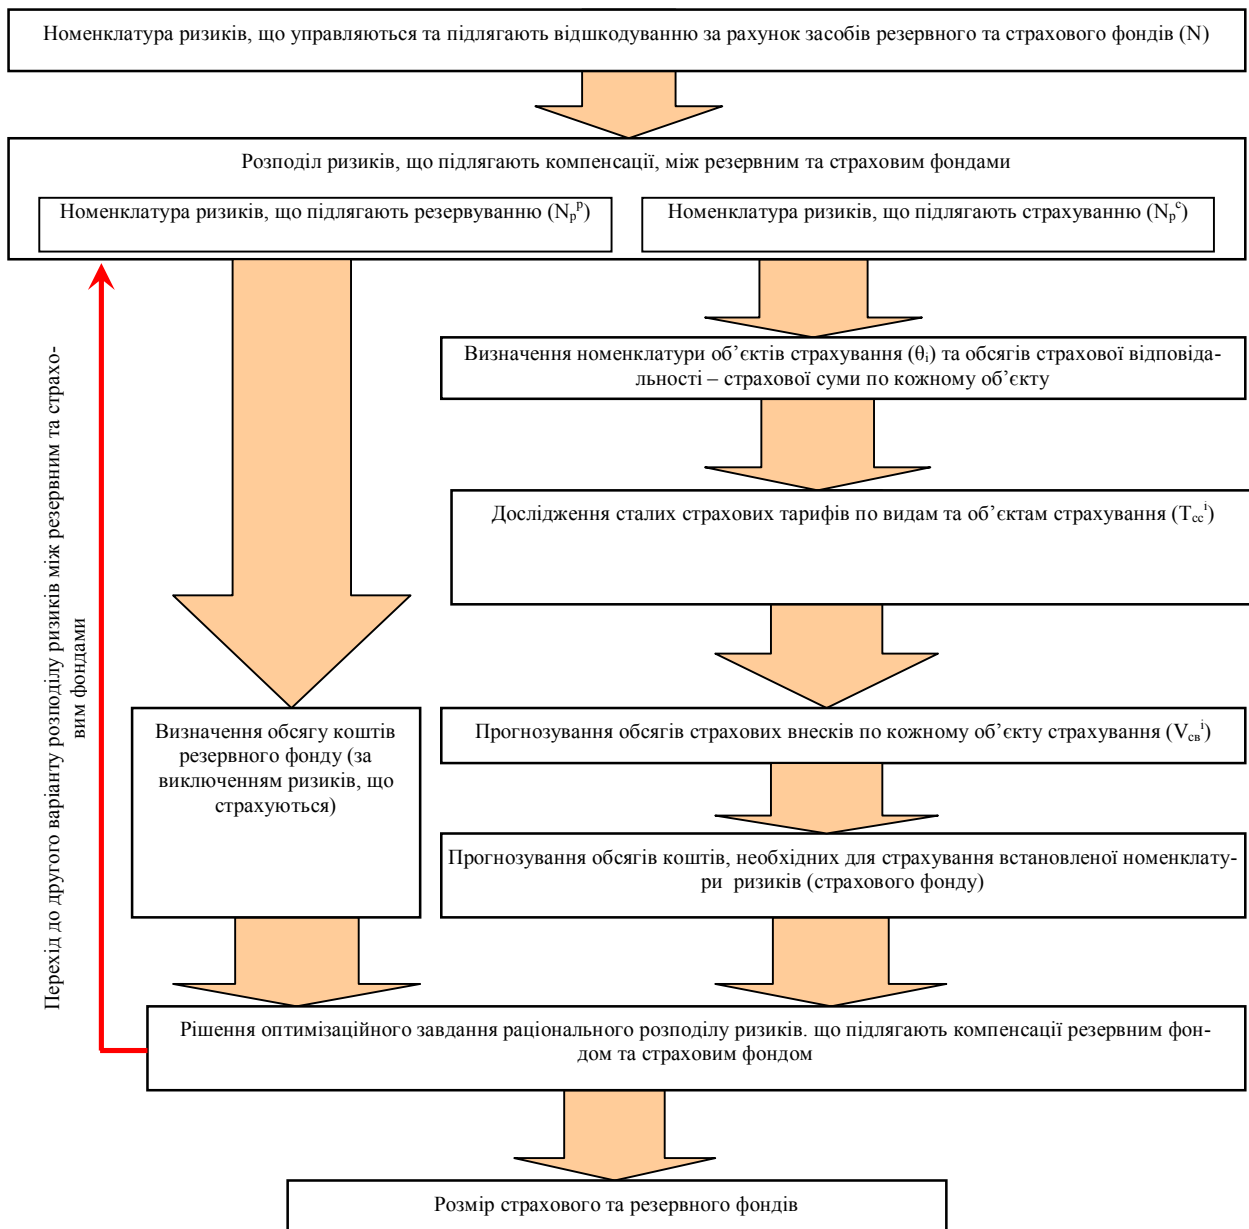 Номенклатура ризиків, що управляються та підлягають відшкодуванню за рахунок засобів резервного та страхового фондів (N)
Розподіл ризиків, що підлягають компенсації, між резервним та страховим фондами
Номенклатура ризиків, що підлягають резервуванню (Nₚᵖ)
Номенклатура ризиків, що підлягають страхуванню (Nₚᶜ)
Визначення номенклатури об’єктів страхування (θᵢ) та обсягів страхової відповіда-
льності – страхової суми по кожному об’єкту
Дослідження сталих страхових тарифів по видам та об’єктам страхування (T_cc^i)
Перехід до другого варіанту розподілу ризиків між резервним та страхо-
вим фондами
Визначення обсягу коштів
резервного фонду (за
виключенням ризиків, що
страхуються)
Прогнозування обсягів страхових внесків по кожному об’єкту страхування (V_св^i)
Прогнозування обсягів коштів, необхідних для страхування встановленої номенклату-
ри ризиків (страхового фонду)
Рішення оптимізаційного завдання раціонального розподілу ризиків. що підлягають компенсації резервним фон-
дом та страховим фондом
Розмір страхового та резервного фондів